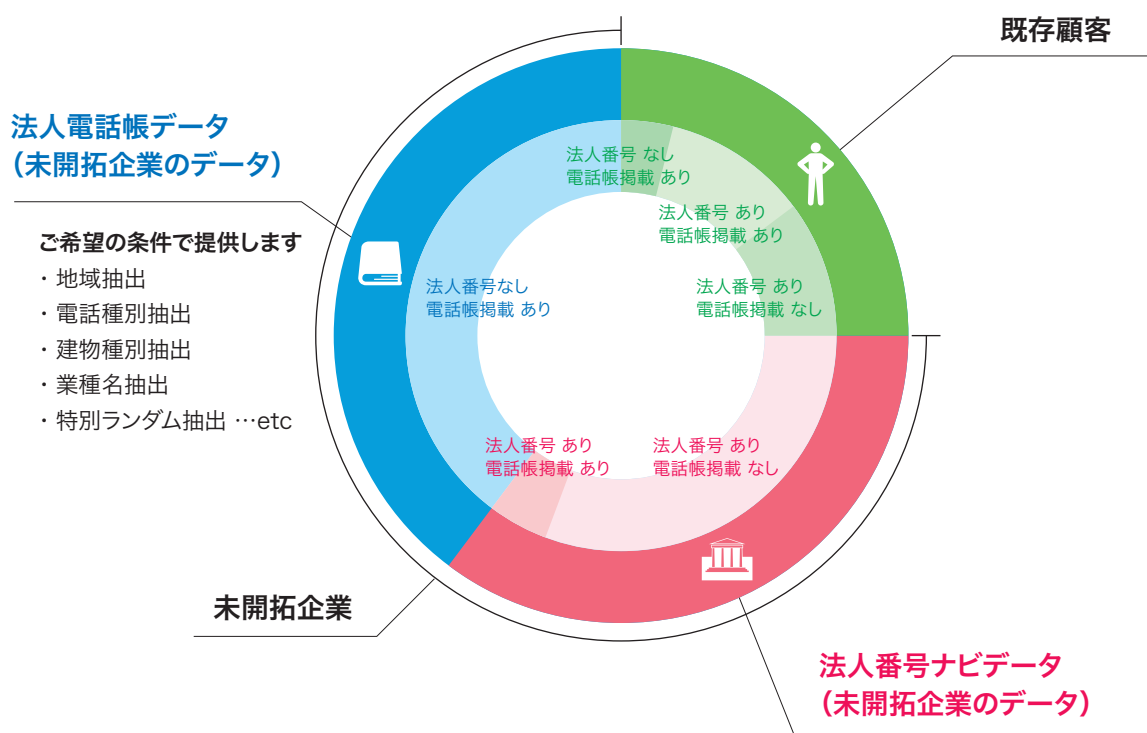 既存顧客
法人電話帳データ
（未開拓企業のデータ）
ご希望の条件で提供します
・地域抽出
・電話種別抽出
・建物種別抽出
・業種名抽出
・特別ランダム抽出 …etc
法人番号 なし
電話帳掲載 あり
法人番号 あり
電話帳掲載 あり
法人番号 あり
電話帳掲載 なし
法人番号なし
電話帳掲載 あり
法人番号 あり
電話帳掲載 あり
法人番号 あり
電話帳掲載 なし
未開拓企業
法人番号ナビデータ
（未開拓企業のデータ）